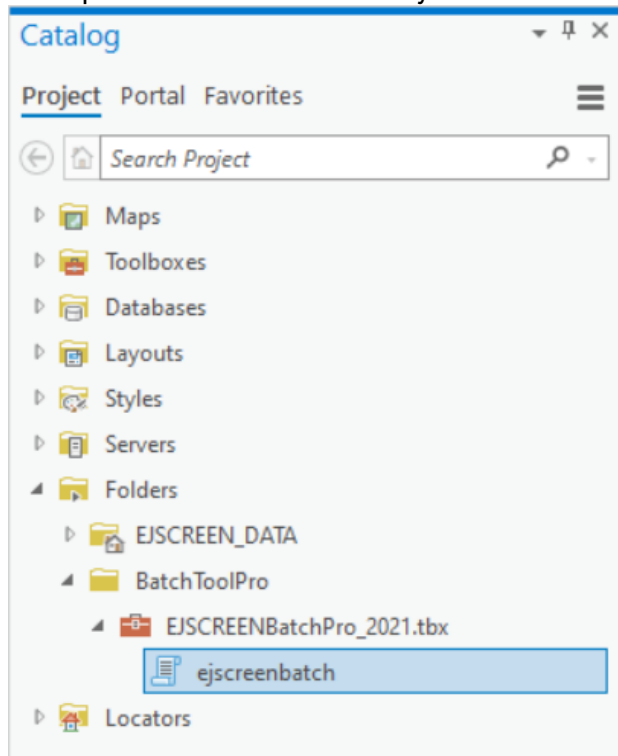 Catalog
Project Portal Favorites
Search Project
Maps
Toolboxes
Databases
Layouts
Styles
Servers
Folders
EJSCREEN_DATA
BatchToolPro
EJSCREENBatchPro_2021.tbx
ejscreenbatch
Locators